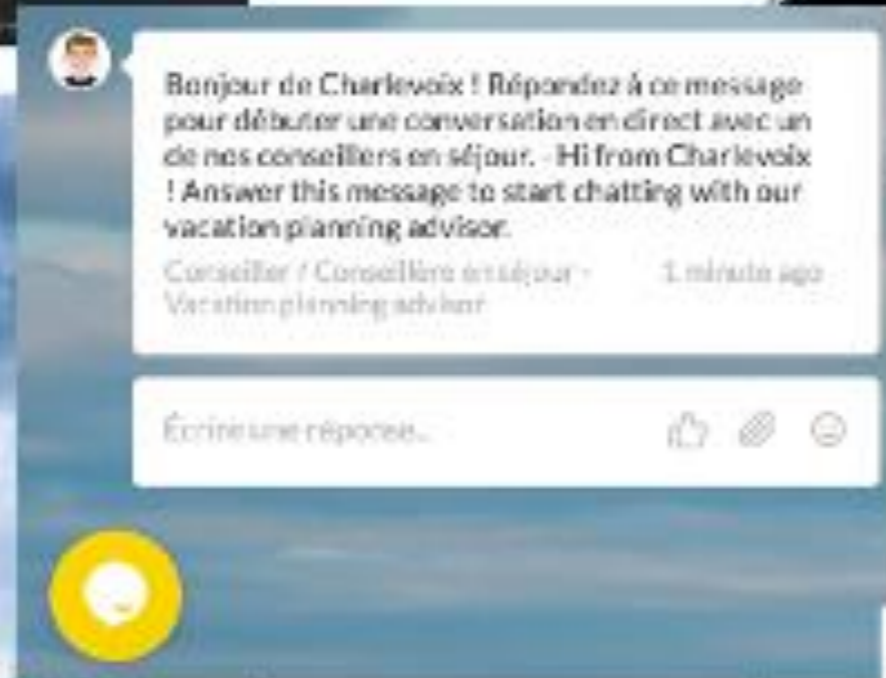 Bonjour de Charlevoix ! Répondez à ce message
pour débuter une conversation en direct avec un
de nos conseillers en séjour. - Hi from Charlevoix
! Answer this message to start chatting with our
vacation planning advisor.
Conseiller / Conseillère en séjour -
Vacation planning advisor
1 minute ago
Écrire une réponse...